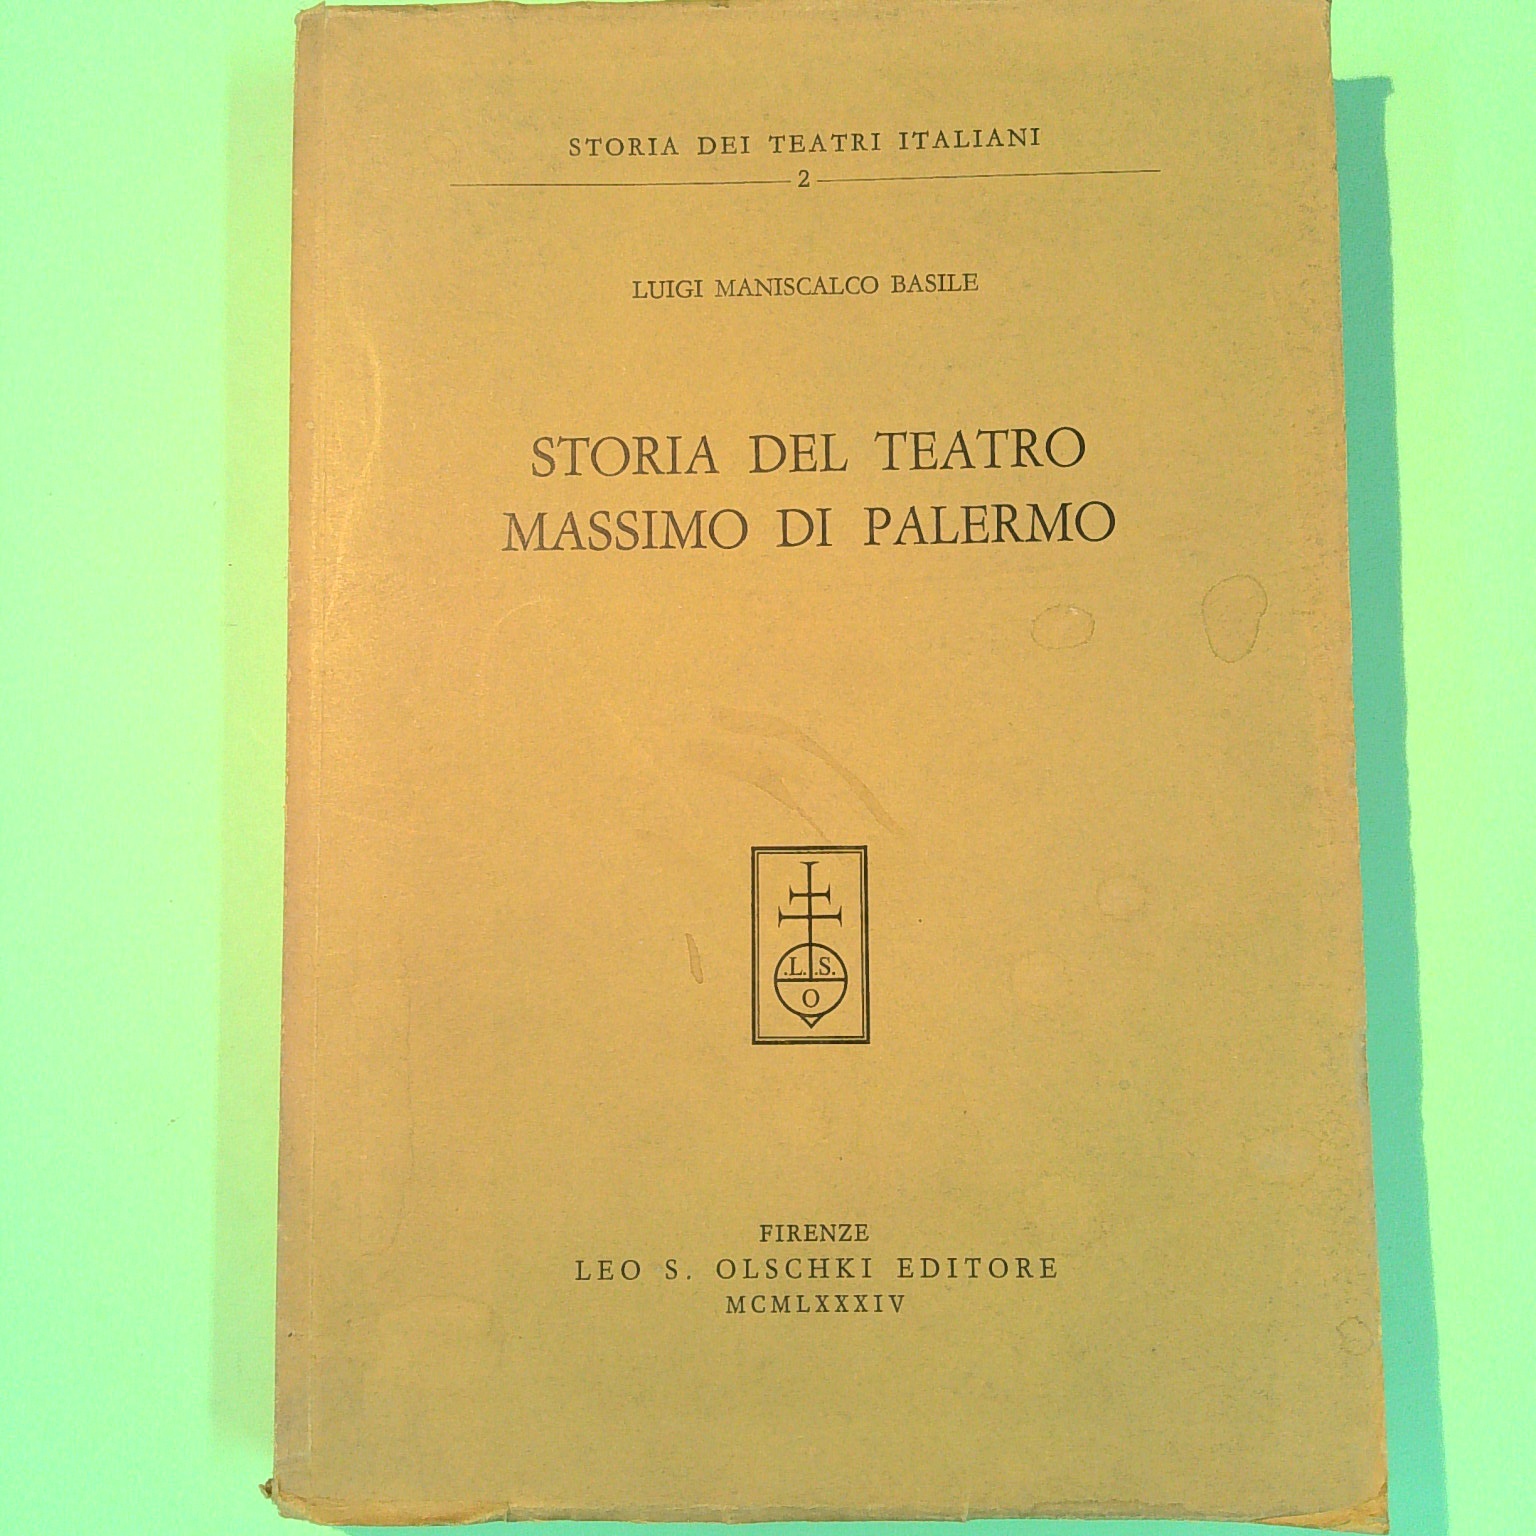 STORIA DEI TEATRI ITALIANI
2
LUIGI MANISCALCO BASILE
STORIA DEL TEATRO
MASSIMO DI PALERMO
.L. .S.
O
FIRENZE
LEO S. OLSCHKI EDITORE
MCMLXXXIV